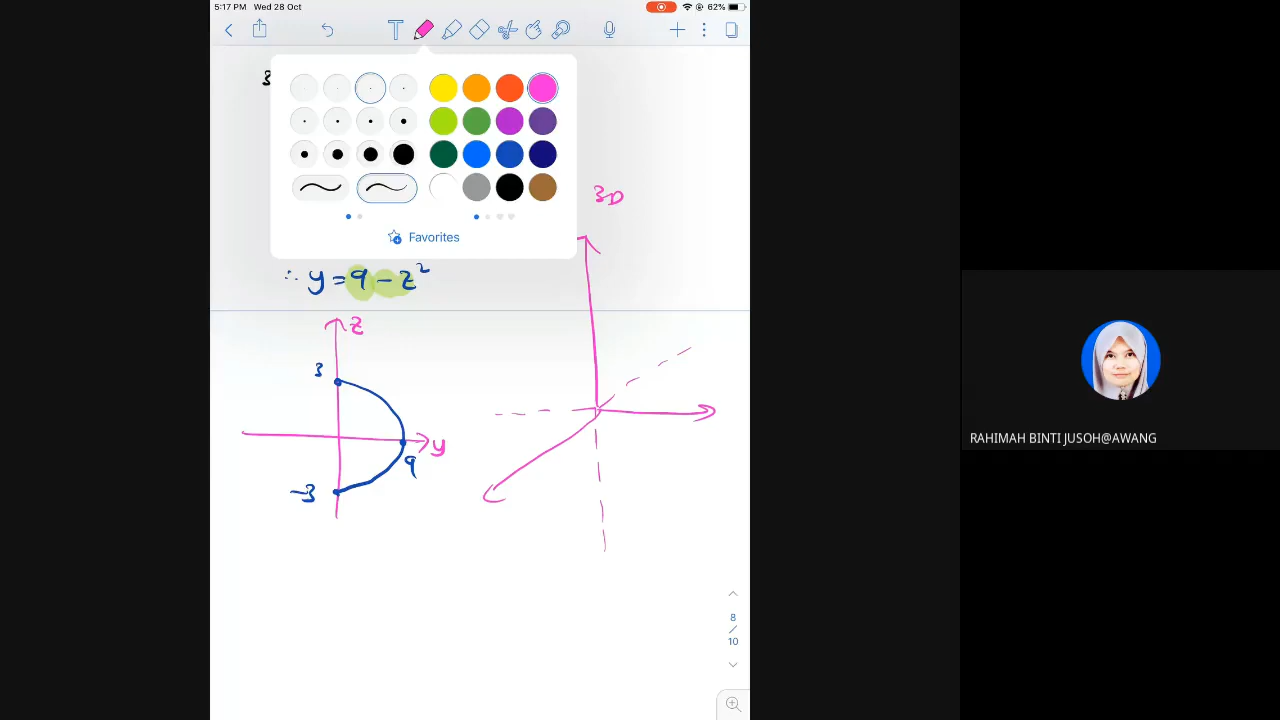 5:17 PM Wed 28 Oct
62%
T
3D
Favorites
∴ y = 9 − z²
z
3
y
9
−3
8
/
10
RAHIMAH BINTI JUSOH@AWANG